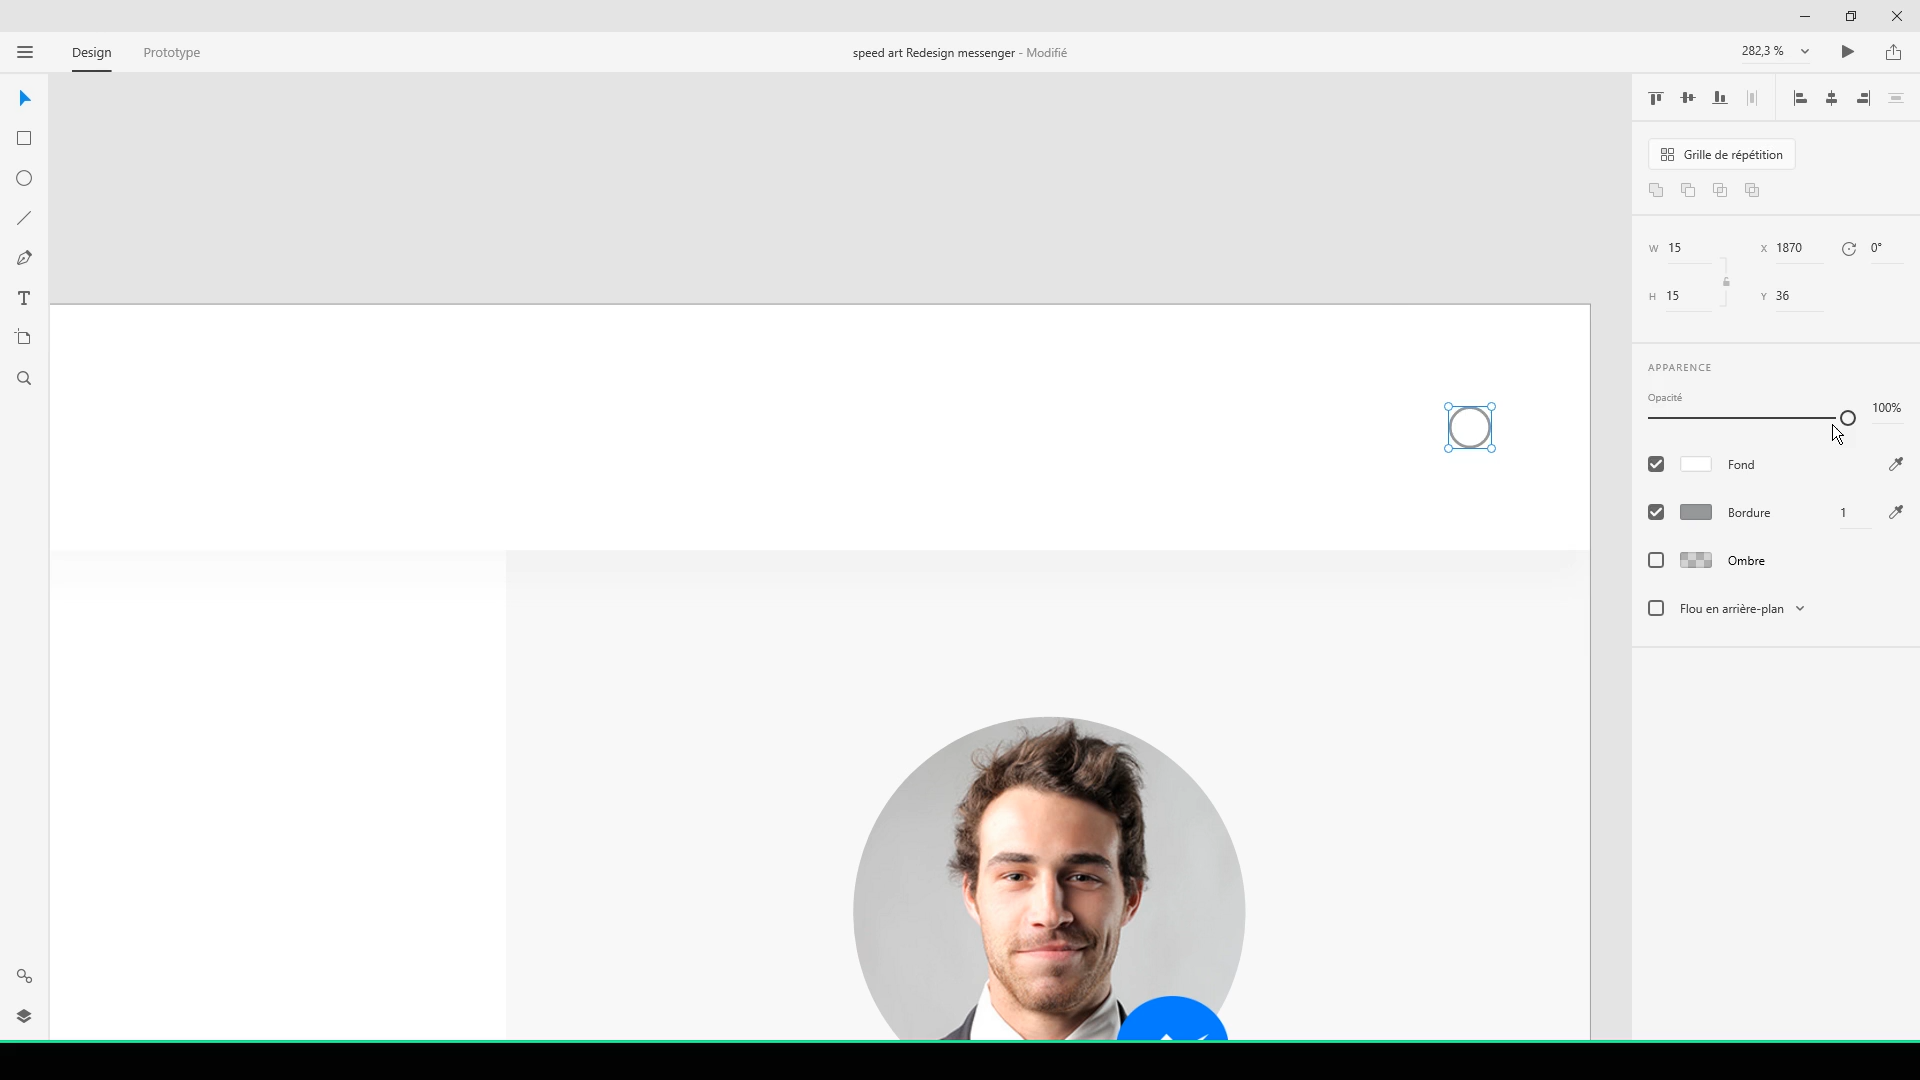 Design
Prototype
speed art Redesign messenger - Modifié
282,3 %
Grille de répétition
W 15
X 1870
0°
H 15
Y 36
APPARENCE
Opacité
100%
Fond
Bordure
1
Ombre
Flou en arrière-plan